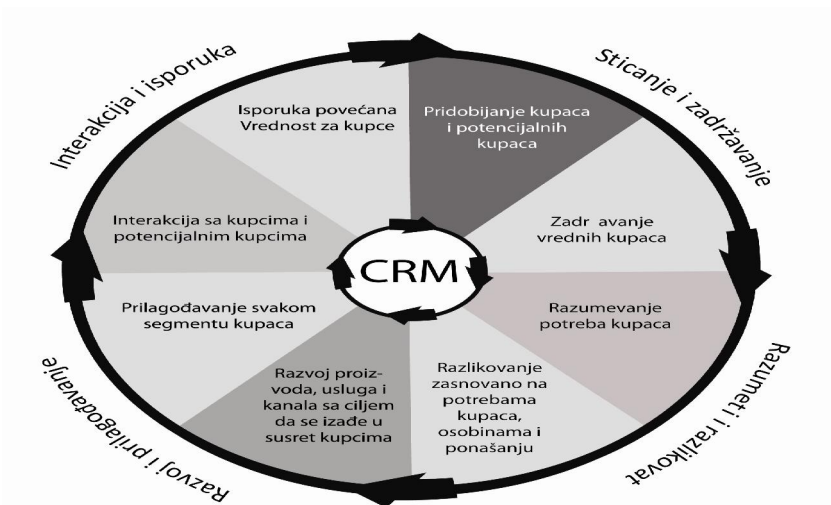 Interakcija i isporuka
Sticanje i zadržavanje
Isporuka povećana
Vrednost za kupce
Pridobijanje kupaca
i potencijalnih
kupaca
Interakcija sa kupcima i
potencijalnim kupcima
Zadr avanje
vrednih kupaca
CRM
Prilagođavanje svakom
segmentu kupaca
Razumevanje
potreba kupaca
Razvoj proiz-
voda, usluga i
kanala sa ciljem
da se izađe u
susret kupcima
Razlikovanje
zasnovano na
potrebama
kupaca,
osobinama i
ponašanju
Razvoj i prilagođavanje
Razumeti i razlikovat